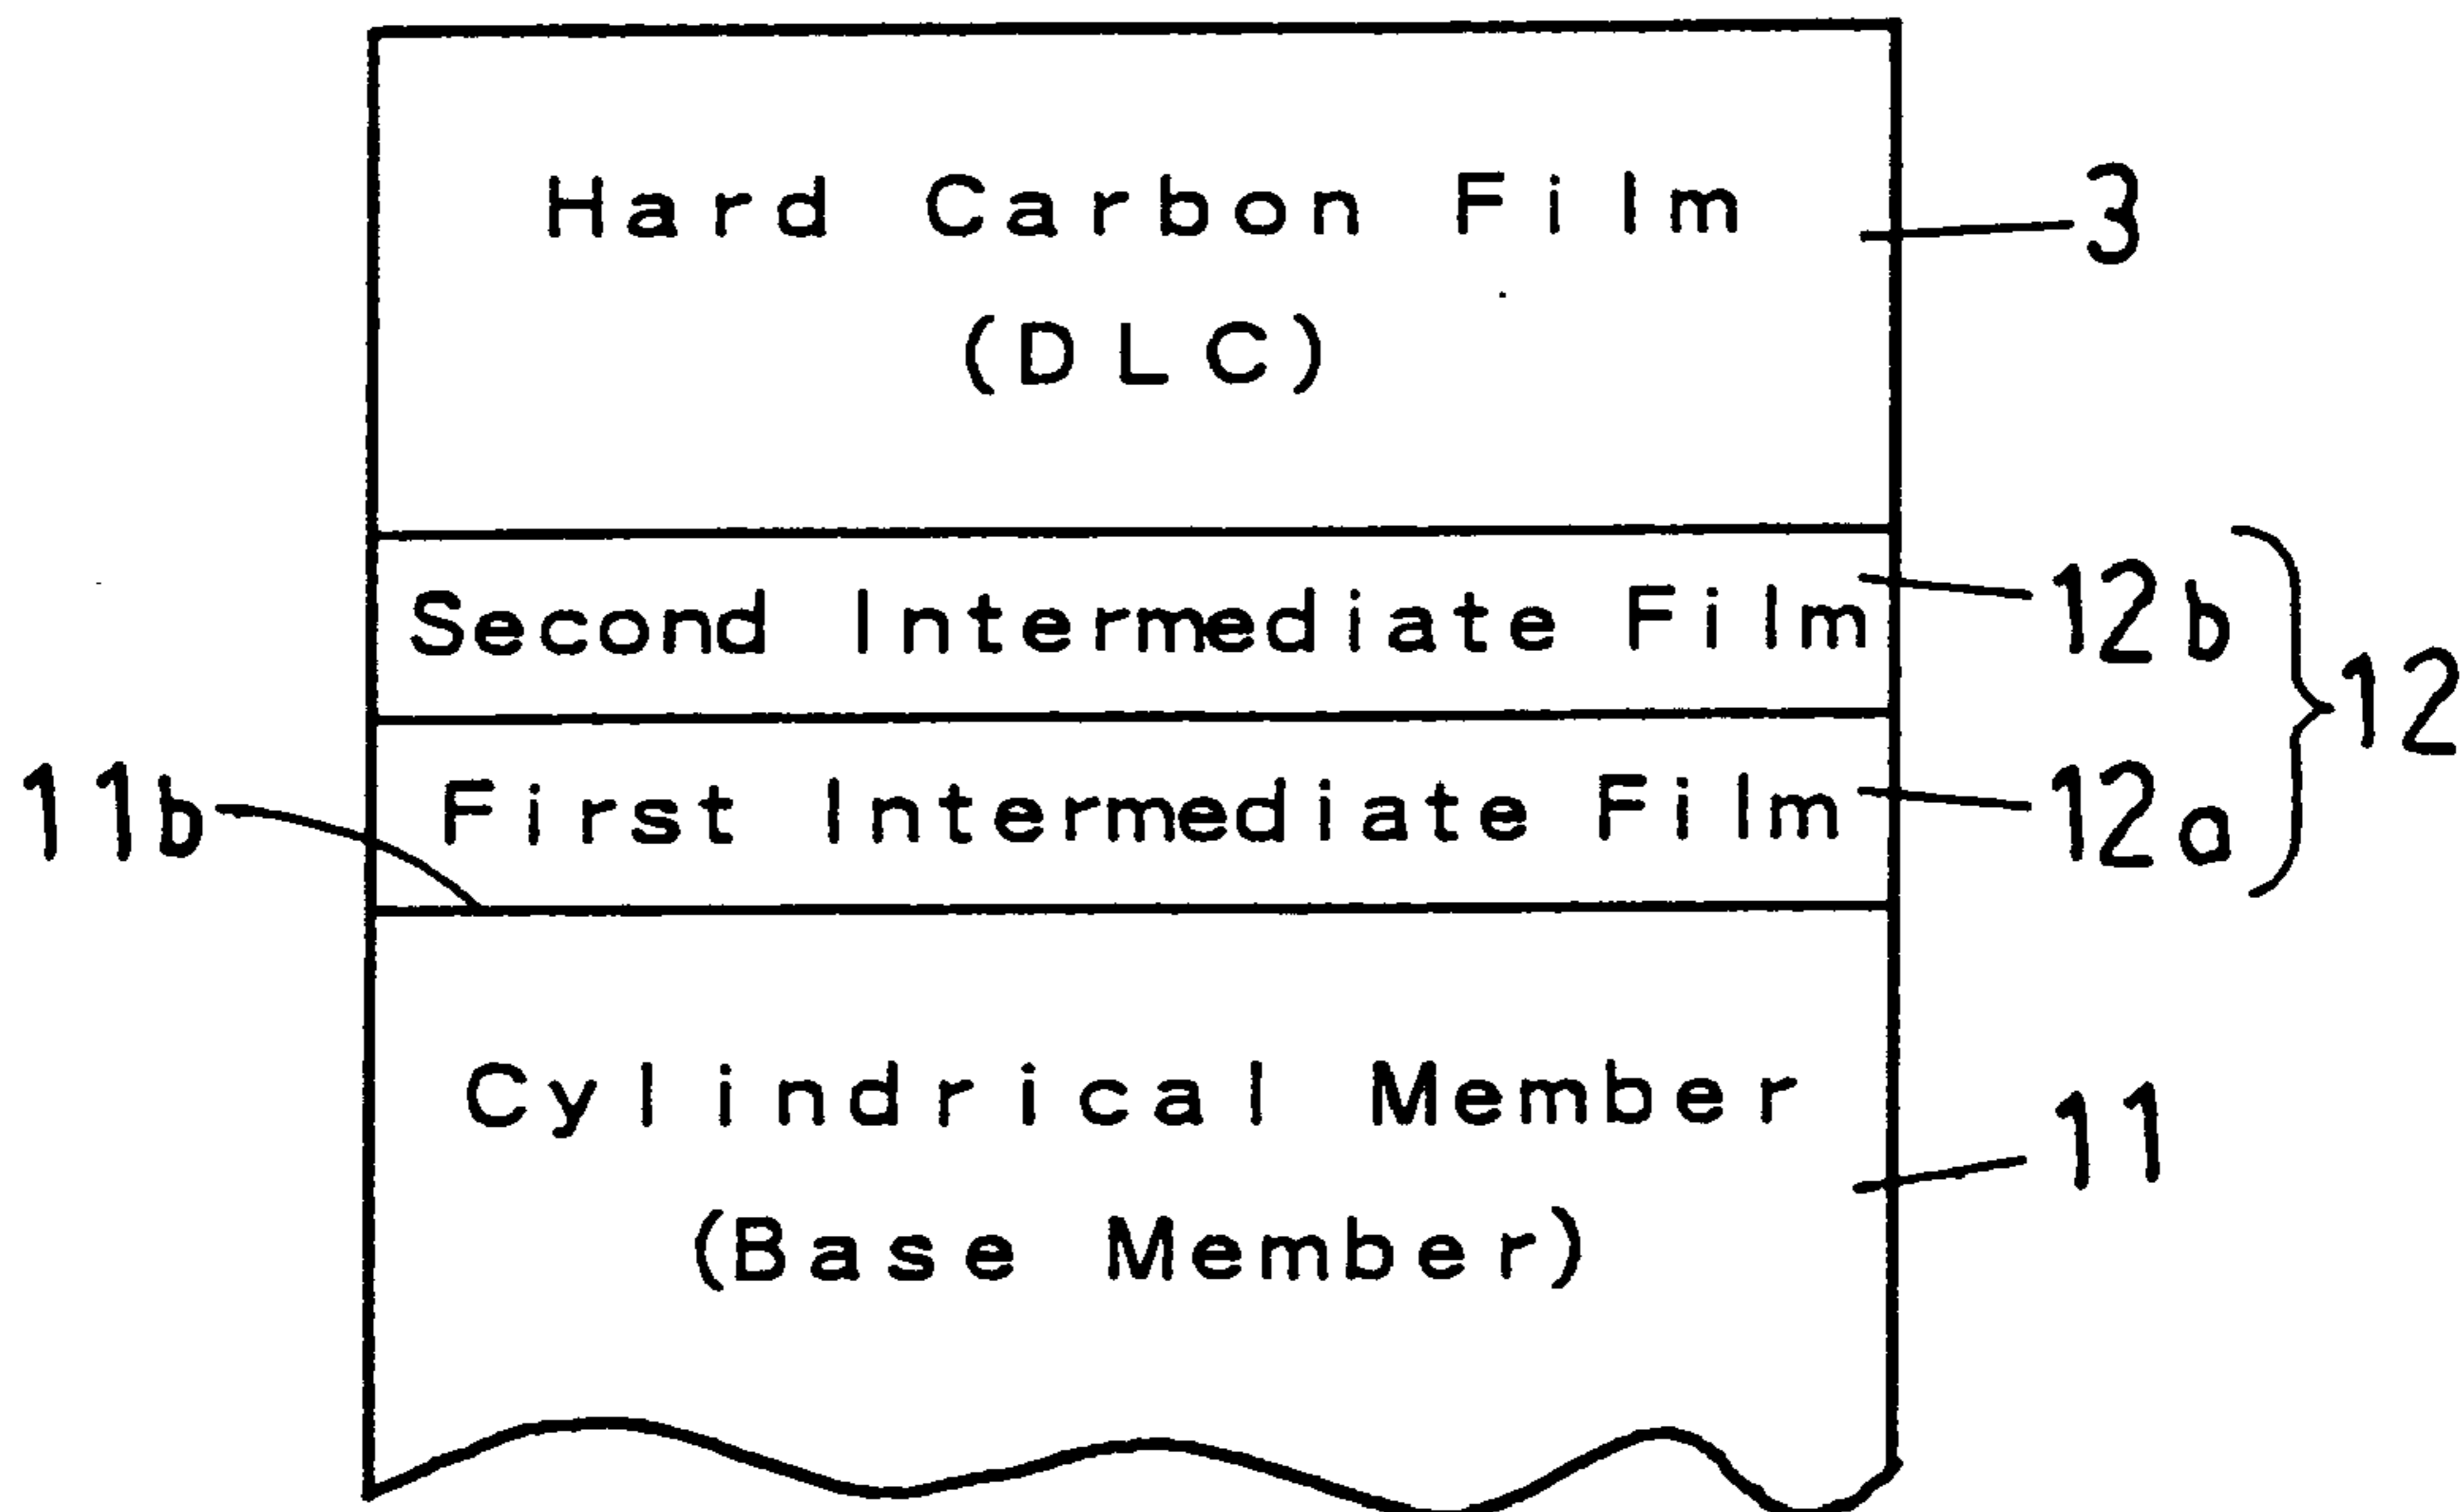 Hard Carbon Film
3
(DLC)
Second Intermediate Film
12b
12
11b
First Intermediate Film
12a
Cylindrical Member
11
(Base Member)